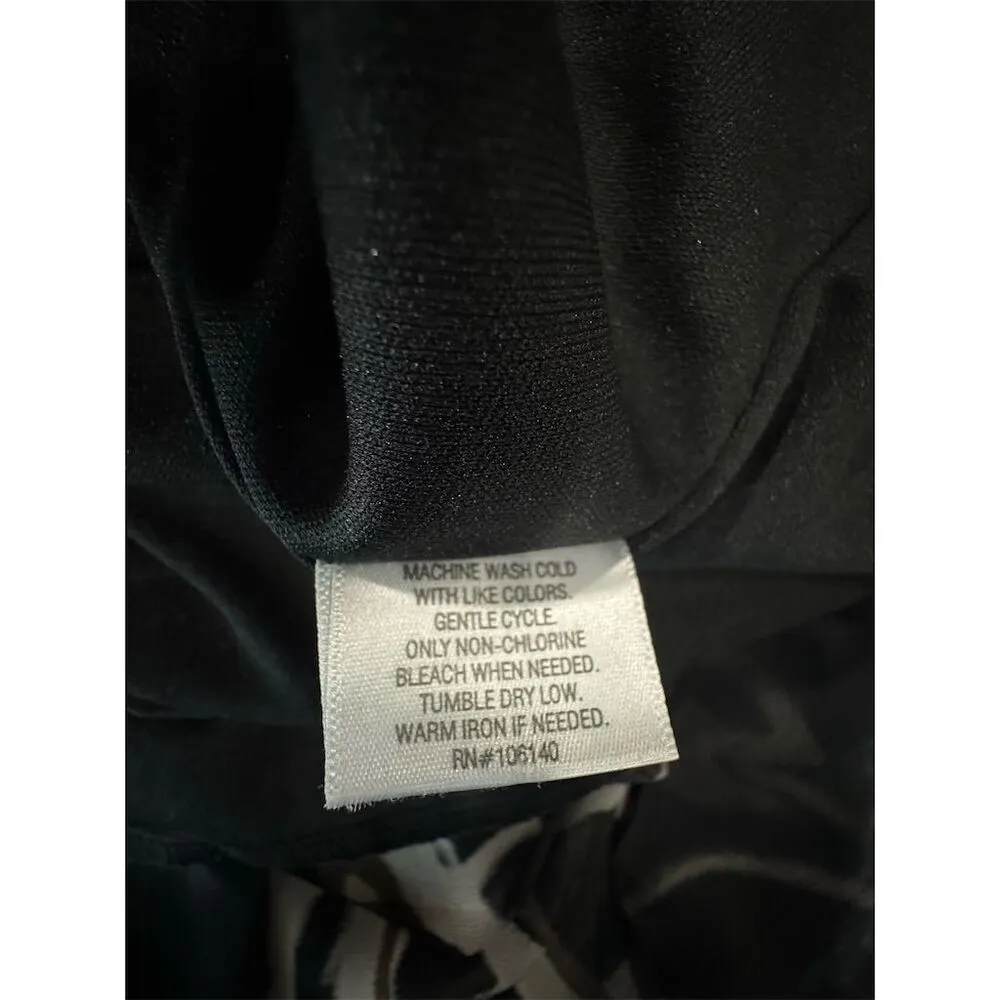 MACHINE WASH COLD
WITH LIKE COLORS.
GENTLE CYCLE.
ONLY NON-CHLORINE
BLEACH WHEN NEEDED.
TUMBLE DRY LOW.
WARM IRON IF NEEDED.
RN#106140